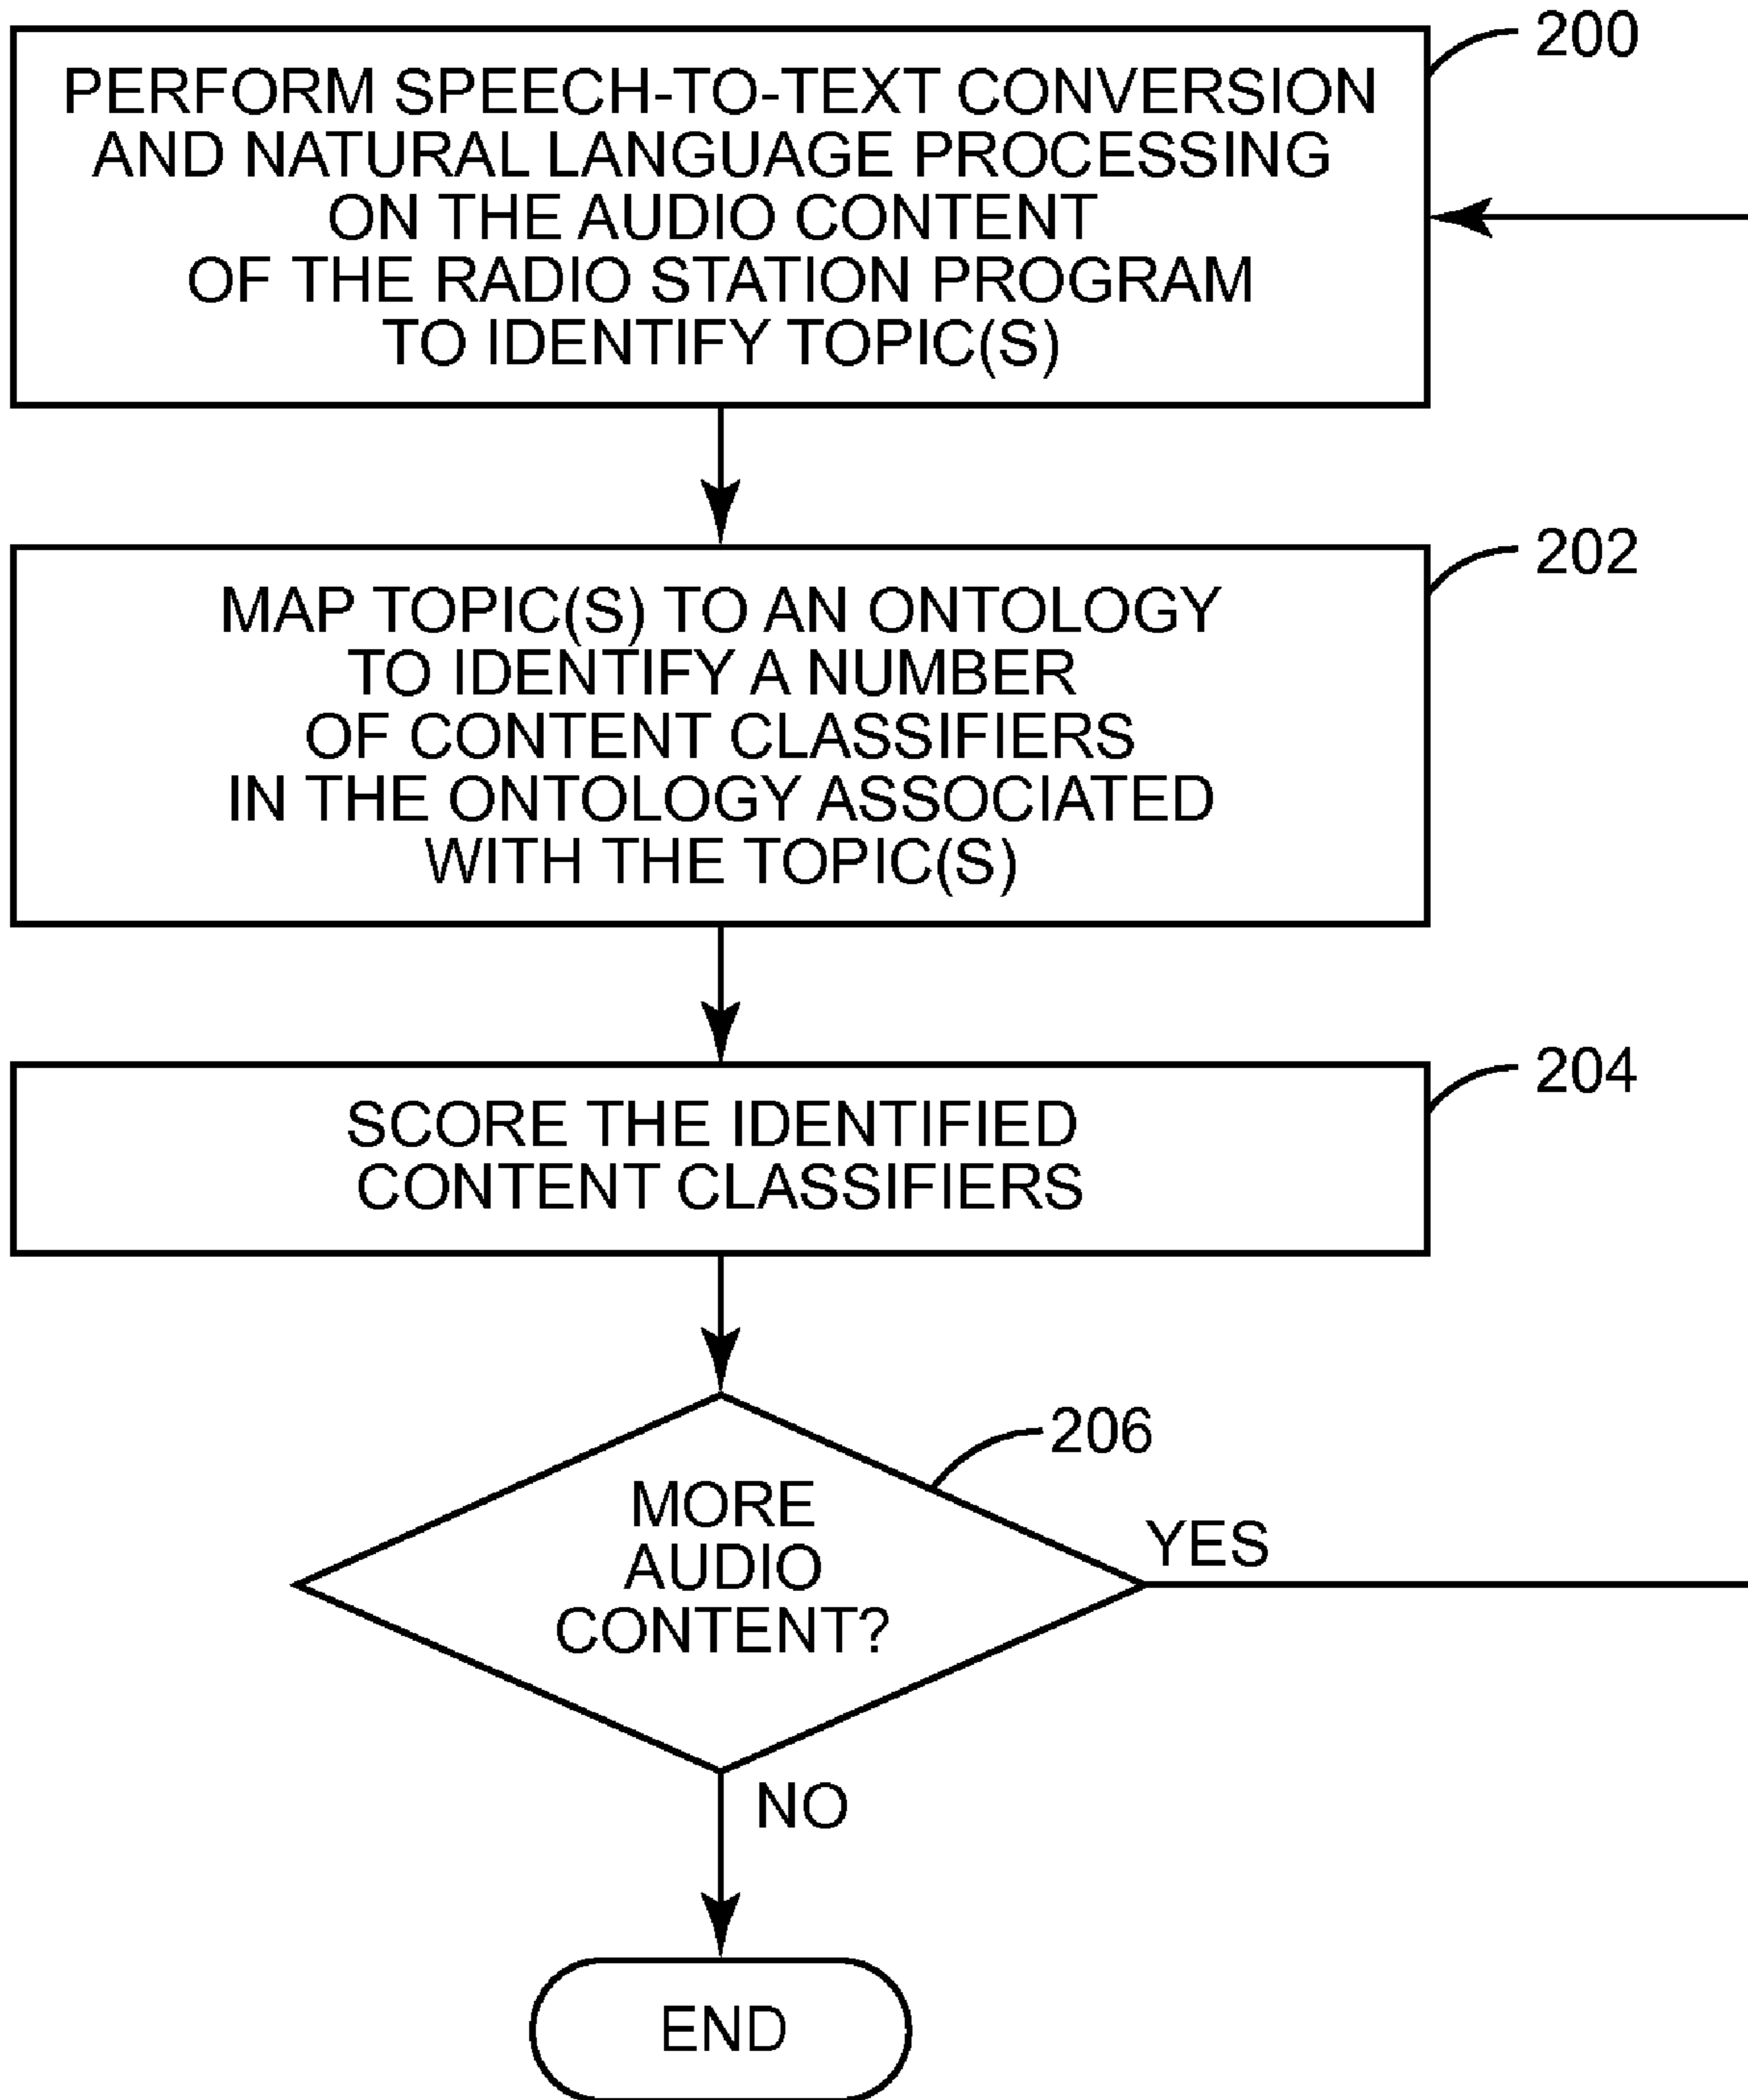 200
PERFORM SPEECH-TO-TEXT CONVERSION
AND NATURAL LANGUAGE PROCESSING
ON THE AUDIO CONTENT
OF THE RADIO STATION PROGRAM
TO IDENTIFY TOPIC(S)
202
MAP TOPIC(S) TO AN ONTOLOGY
TO IDENTIFY A NUMBER
OF CONTENT CLASSIFIERS
IN THE ONTOLOGY ASSOCIATED
WITH THE TOPIC(S)
204
SCORE THE IDENTIFIED
CONTENT CLASSIFIERS
206
MORE
AUDIO
CONTENT?
YES
NO
END